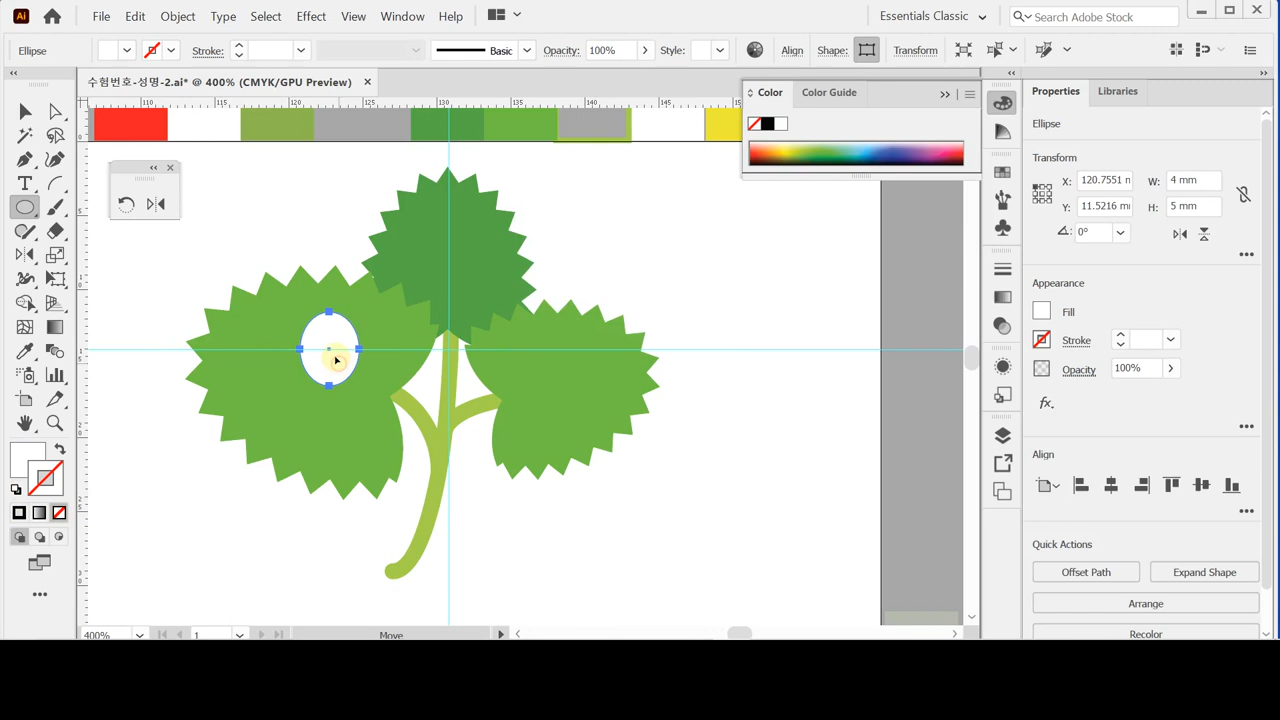 Ai File Edit Object Type Select Effect View Window Help Essentials Classic Search Adobe Stock
Ellipse Stroke: Basic Opacity: 100% Style: Align Shape: Transform
수험번호-성명-2.ai* @ 400% (CMYK/GPU Preview)
110 115 120 125 130 135 140 145
Color Color Guide
Properties Libraries
Ellipse
Transform
X: 120.7551 W: 4 mm
Y: 11.5216 mm H: 5 mm
0°
Appearance
Fill
Stroke
Opacity 100%
fx
Align
Quick Actions
Offset Path Expand Shape
Arrange
Recolor
400% 1 Move